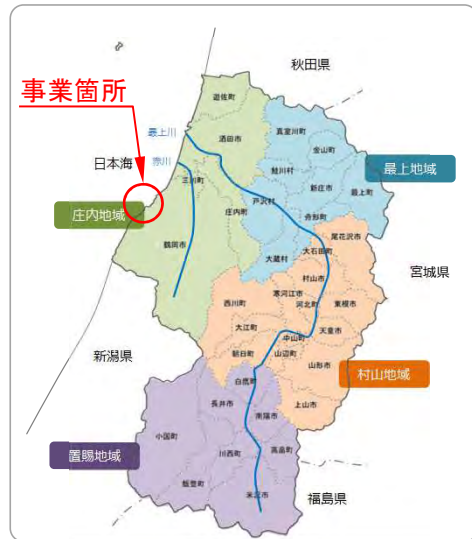 秋田県
事業箇所
遊佐町
最上川
酒田市
真室川町
金山町
赤川
日本海
三川町
鮭川村
新庄市
最上町
最上地域
戸沢村
舟形町
庄内地域
庄内町
鶴岡市
大蔵村
尾花沢市
大石田町
村山市
宮城県
西川町
寒河江市
河北町
東根市
大江町
中山町
天童市
新潟県
朝日町
山辺町
山形市
村山地域
白鷹町
長井市
南陽市
上山市
小国町
置賜地域
川西町
高畠町
飯豊町
米沢市
福島県